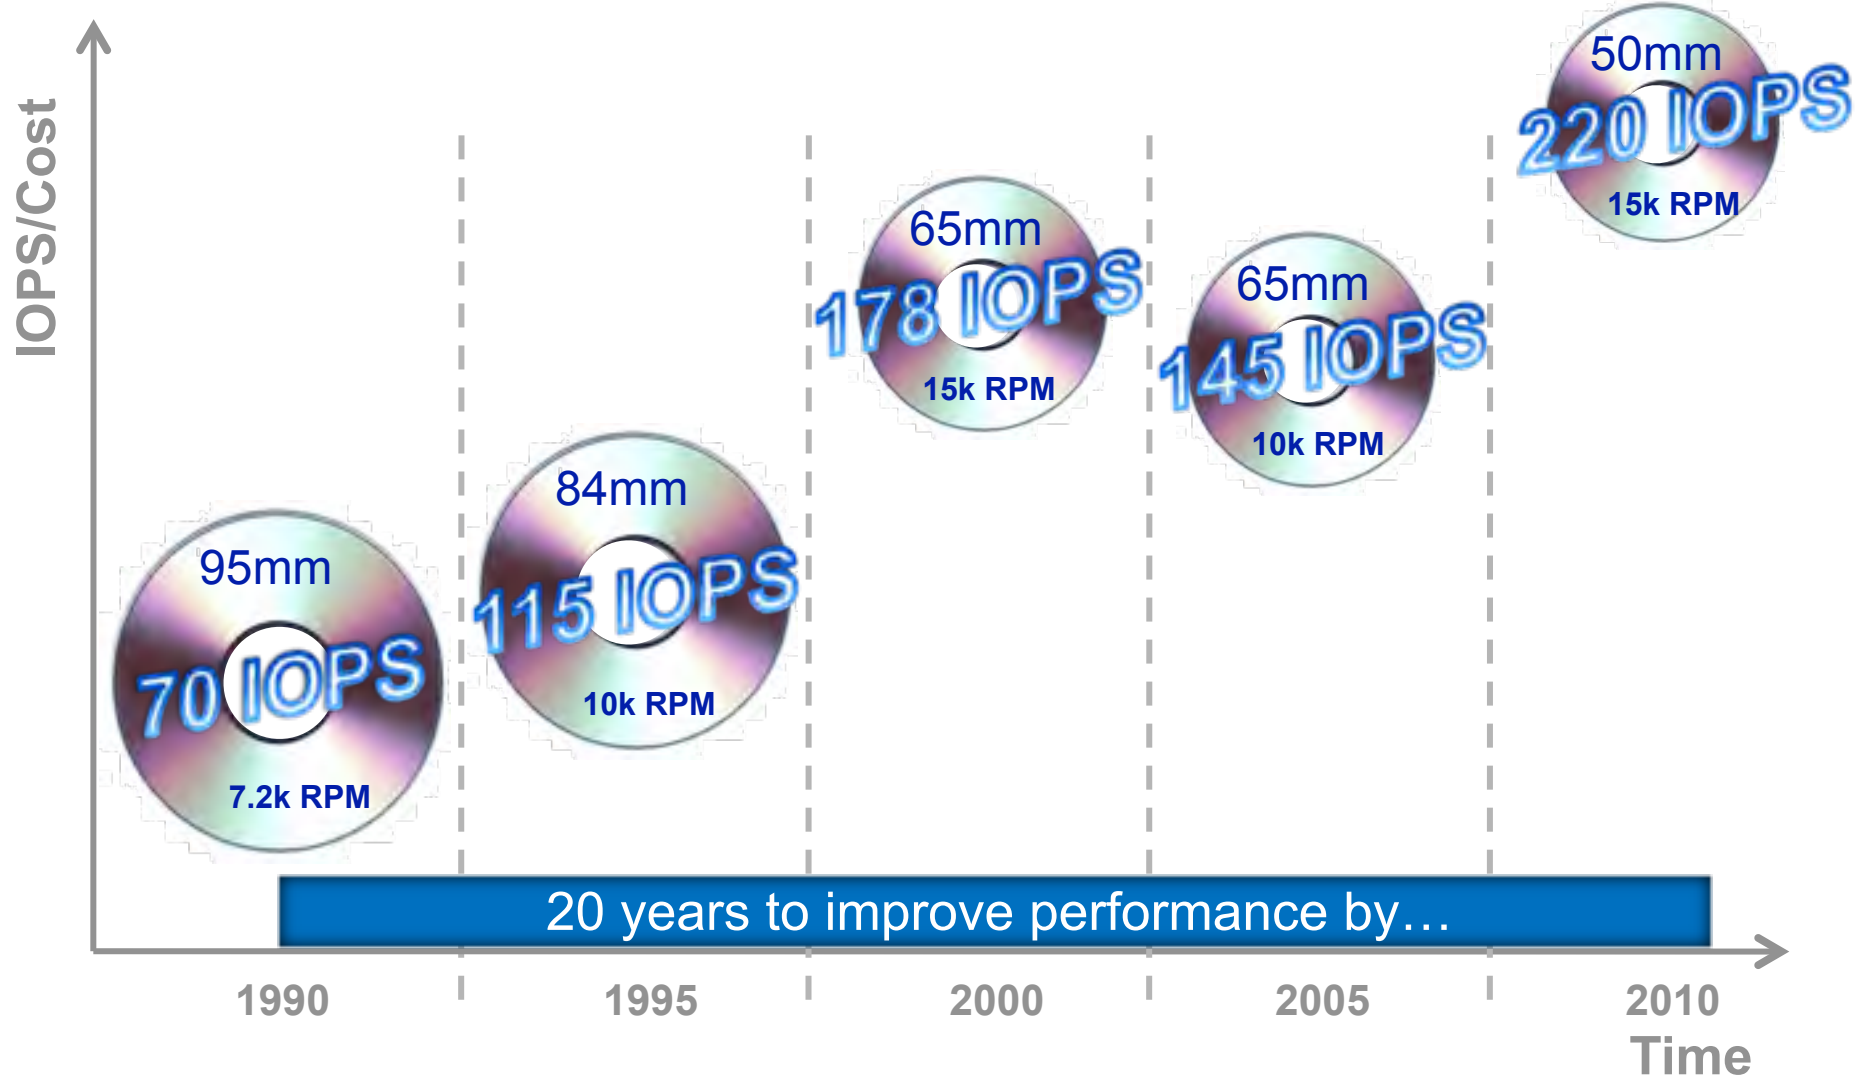 IOPS/Cost
95mm
70 IOPS
7.2k RPM
84mm
115 IOPS
10k RPM
65mm
178 IOPS
15k RPM
65mm
145 IOPS
10k RPM
50mm
220 IOPS
15k RPM
20 years to improve performance by…
1990
1995
2000
2005
2010
Time